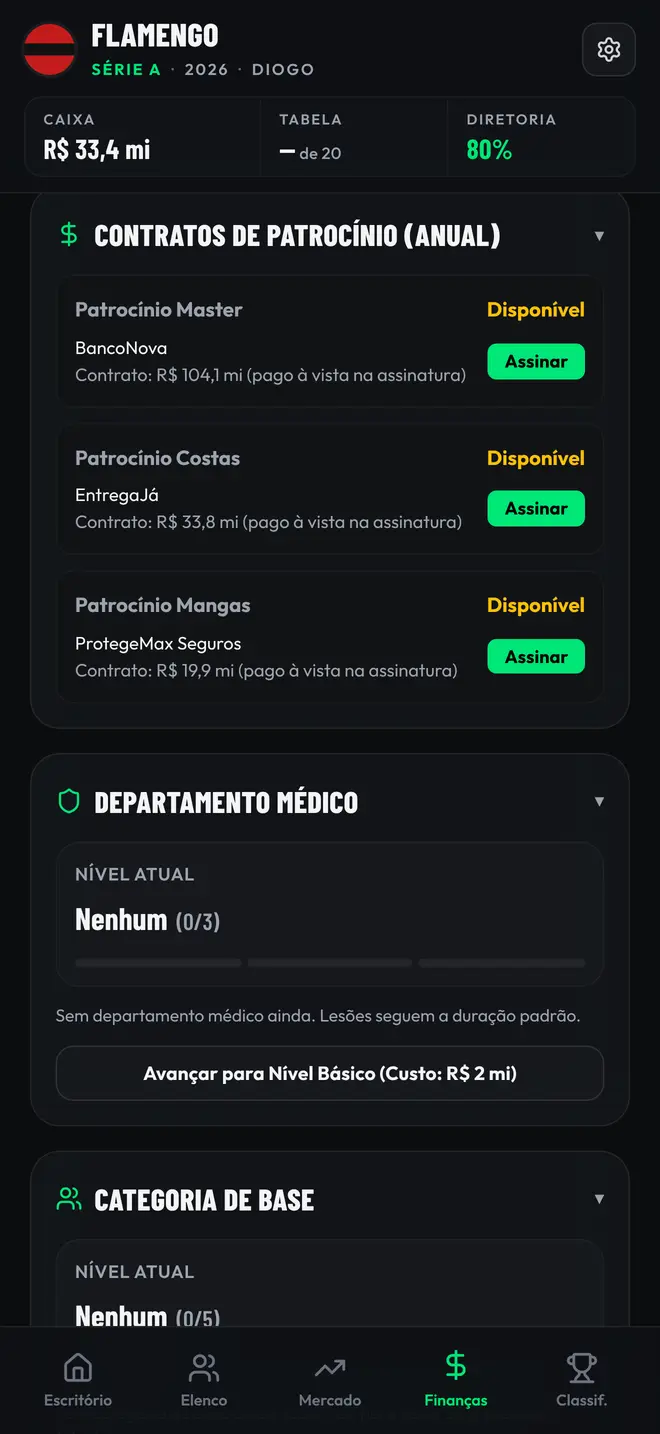 FLAMENGO
SÉRIE A · 2026 · DIOGO
CAIXA
R$ 33,4 mi
TABELA
— de 20
DIRETORIA
80%
CONTRATOS DE PATROCÍNIO (ANUAL) ▼
Patrocínio Master Disponível
BancoNova
Contrato: R$ 104,1 mi (pago à vista na assinatura) Assinar
Patrocínio Costas Disponível
EntregaJá
Contrato: R$ 33,8 mi (pago à vista na assinatura) Assinar
Patrocínio Mangas Disponível
ProtegeMax Seguros
Contrato: R$ 19,9 mi (pago à vista na assinatura) Assinar
DEPARTAMENTO MÉDICO ▼
NÍVEL ATUAL
Nenhum (0/3)
Sem departamento médico ainda. Lesões seguem a duração padrão.
Avançar para Nível Básico (Custo: R$ 2 mi)
CATEGORIA DE BASE ▼
NÍVEL ATUAL
Nenhum (0/5)
Escritório Elenco Mercado Finanças Classif.